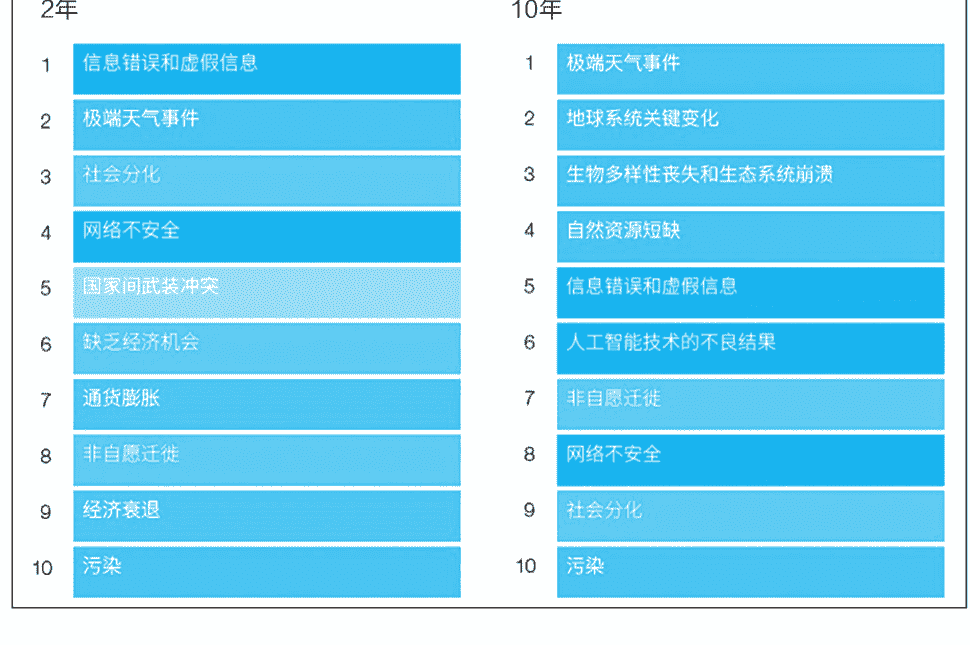 2年
1 信息错误和虚假信息
2 极端天气事件
3 社会分化
4 网络不安全
5 国家间武装冲突
6 缺乏经济机会
7 通货膨胀
8 非自愿迁徙
9 经济衰退
10 污染
10年
1 极端天气事件
2 地球系统关键变化
3 生物多样性丧失和生态系统崩溃
4 自然资源短缺
5 信息错误和虚假信息
6 人工智能技术的不良结果
7 非自愿迁徙
8 网络不安全
9 社会分化
10 污染